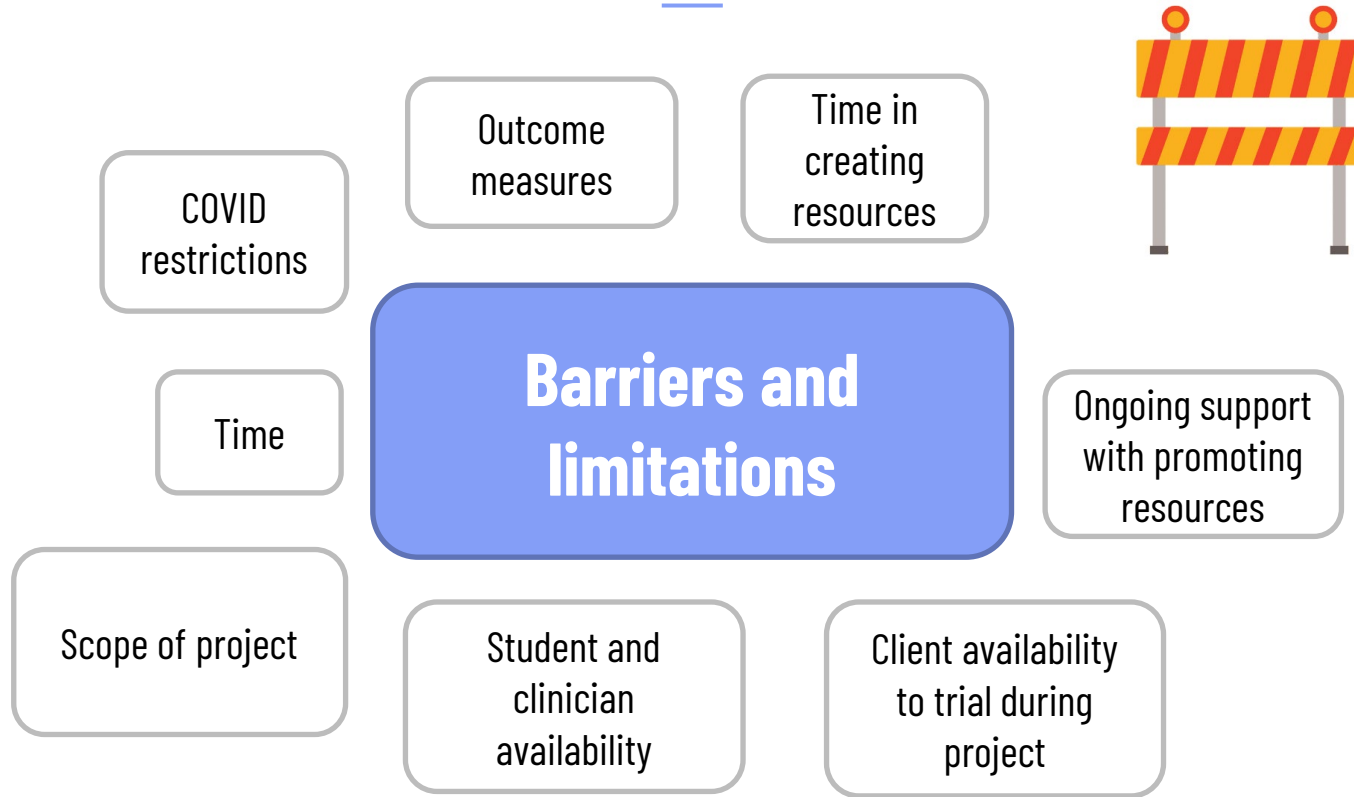 Outcome
measures
Time in
creating
resources
COVID
restrictions
Barriers and
limitations
Time
Ongoing support
with promoting
resources
Scope of project
Student and
clinician
availability
Client availability
to trial during
project